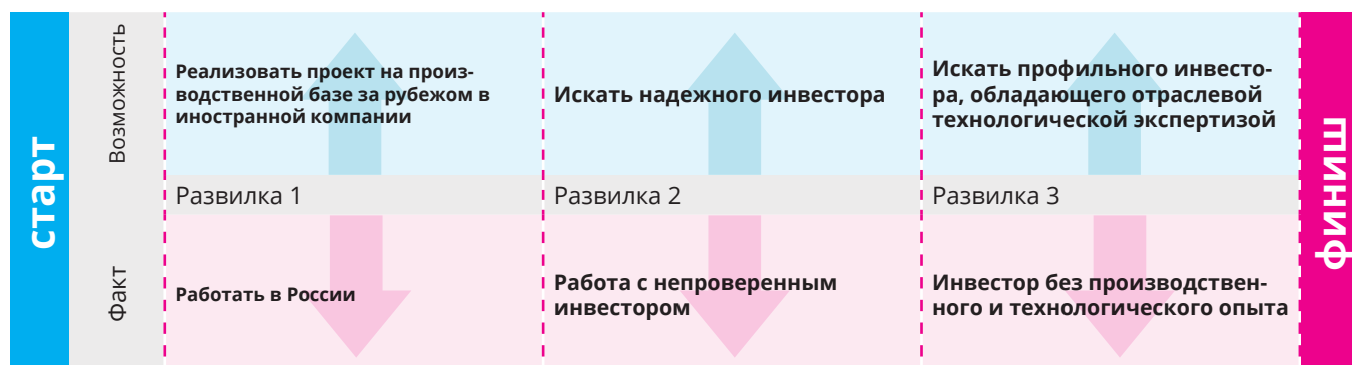 старт
Возможность
Реализовать проект на произ-
водственной базе за рубежом в
иностранной компании
Искать надежного инвестора
Искать профильного инвесто-
ра, обладающего отраслевой
технологической экспертизой
Развилка 1
Развилка 2
Развилка 3
Факт
Работать в России
Работа с непроверенным
инвестором
Инвестор без производствен-
ного и технологического опыта
финиш